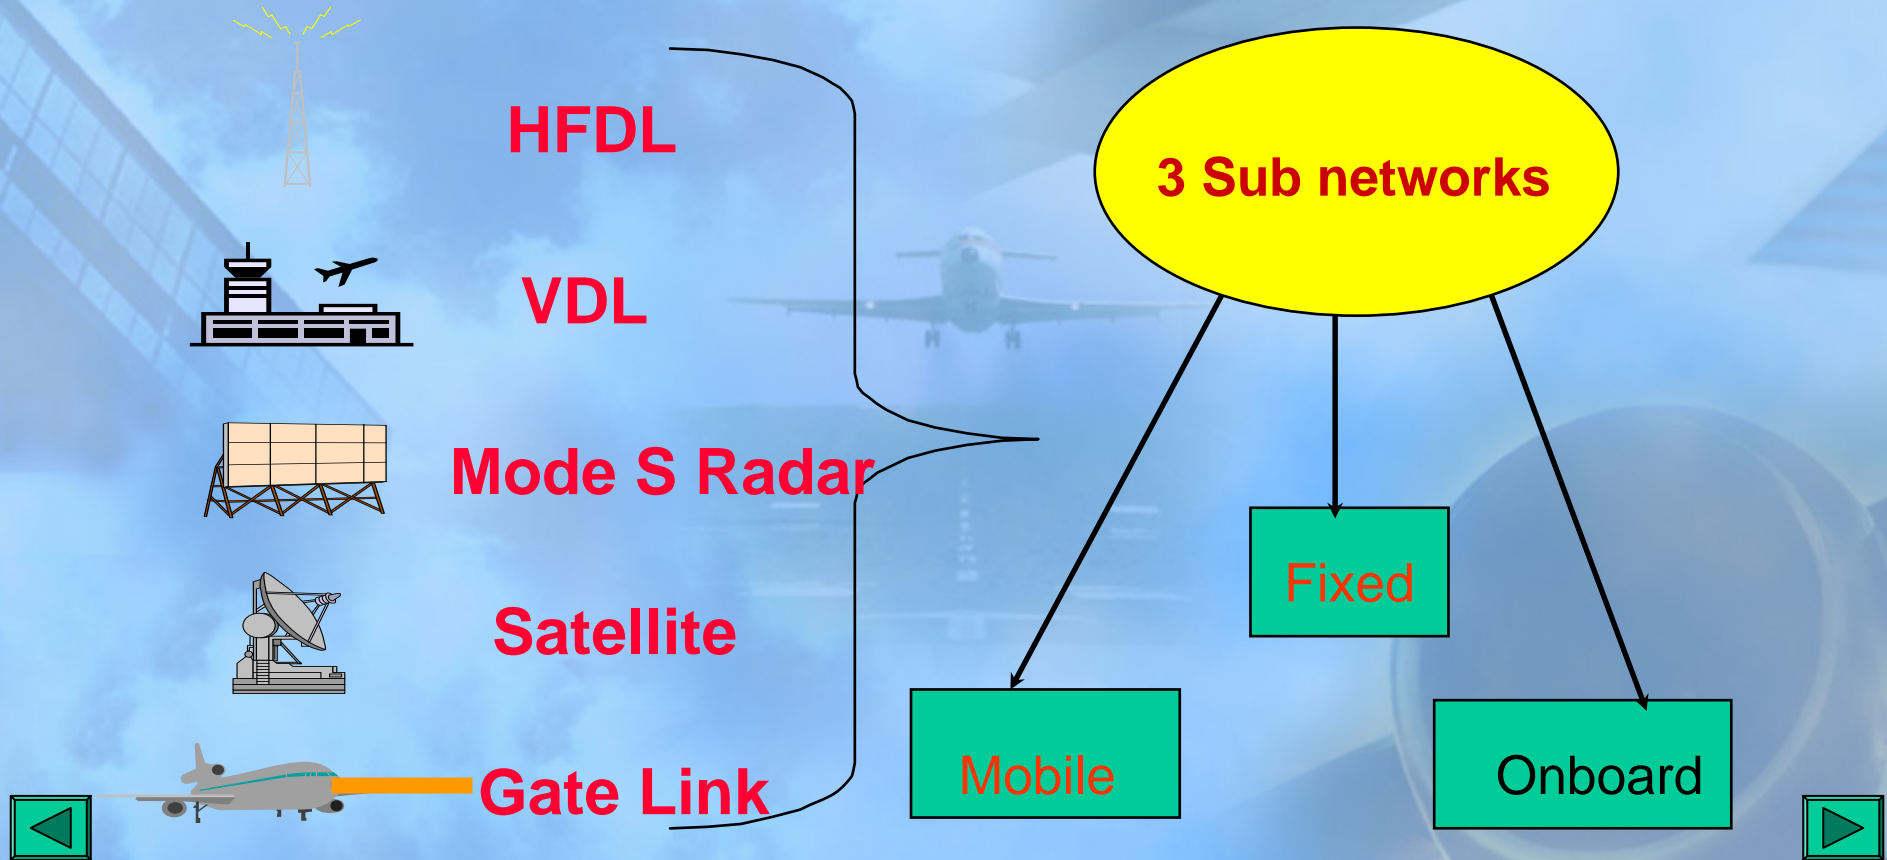 HFDL
VDL
Mode S Radar
Satellite
Gate Link
3 Sub networks
Fixed
Mobile
Onboard